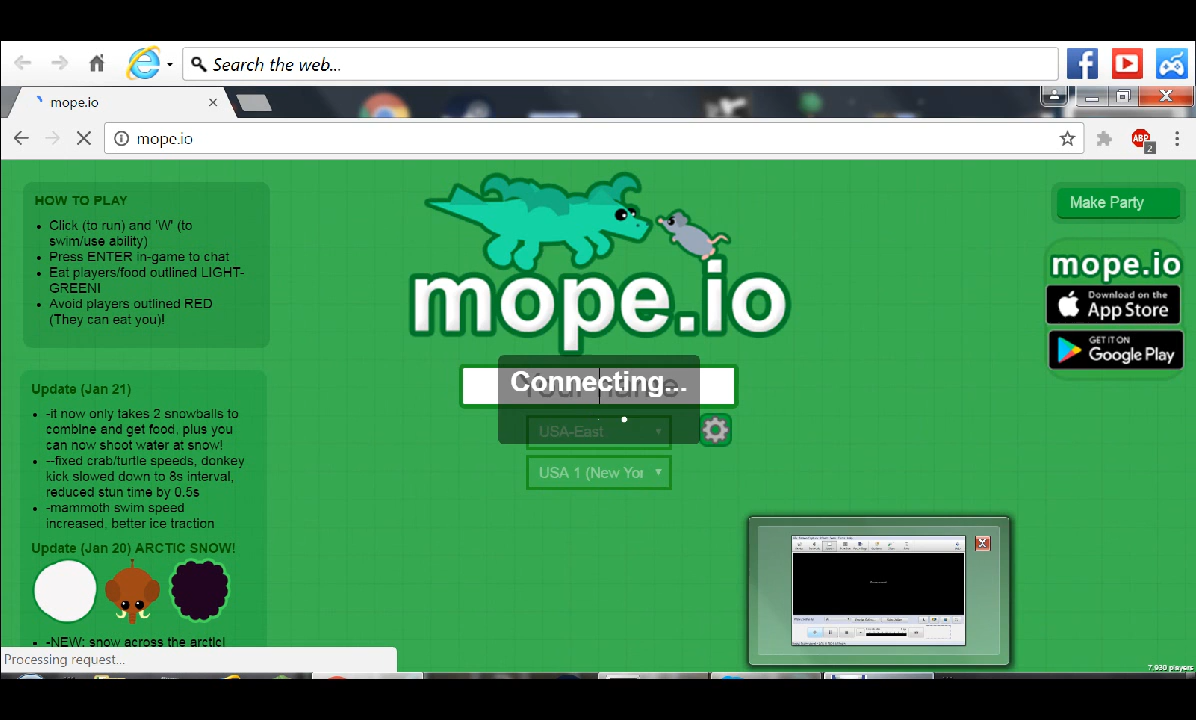 Search the web...
mope.io
mope.io
ABP
2
HOW TO PLAY
Click (to run) and 'W' (to
swim/use ability)
Press ENTER in-game to chat
Eat players/food outlined LIGHT-
GREEN!
Avoid players outlined RED
(They can eat you)!
mope.io
Connecting...
USA-East
USA 1 (New Yor
Make Party
mope.io
Download on the
App Store
GET IT ON
Google Play
Update (Jan 21)
-it now only takes 2 snowballs to
combine and get food, plus you
can now shoot water at snow!
--fixed crab/turtle speeds, donkey
kick slowed down to 8s interval,
reduced stun time by 0.5s
-mammoth swim speed
increased, better ice traction
Update (Jan 20) ARCTIC SNOW!
-NEW: snow across the arctic!
Processing request...
7,930 players